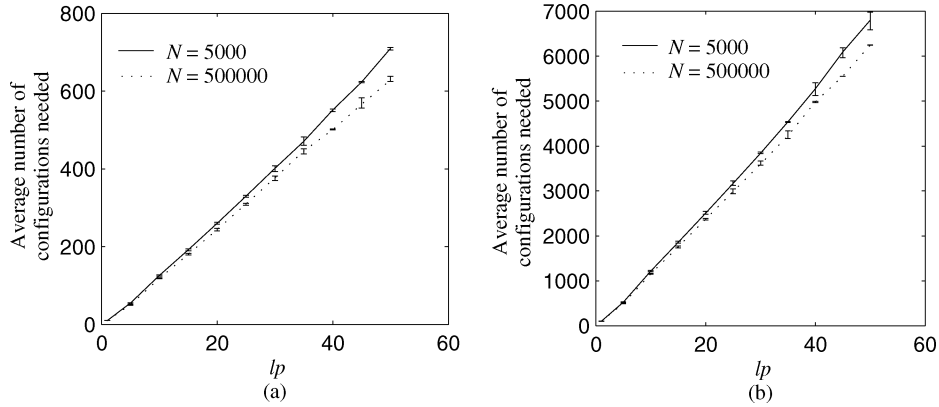 Average number of
configurations needed
800
600
400
200
0
N = 5000
N = 500000
0
20
40
60
lp
(a)
Average number of
configurations needed
7000
6000
5000
4000
3000
2000
1000
0
N = 5000
N = 500000
0
20
40
60
lp
(b)